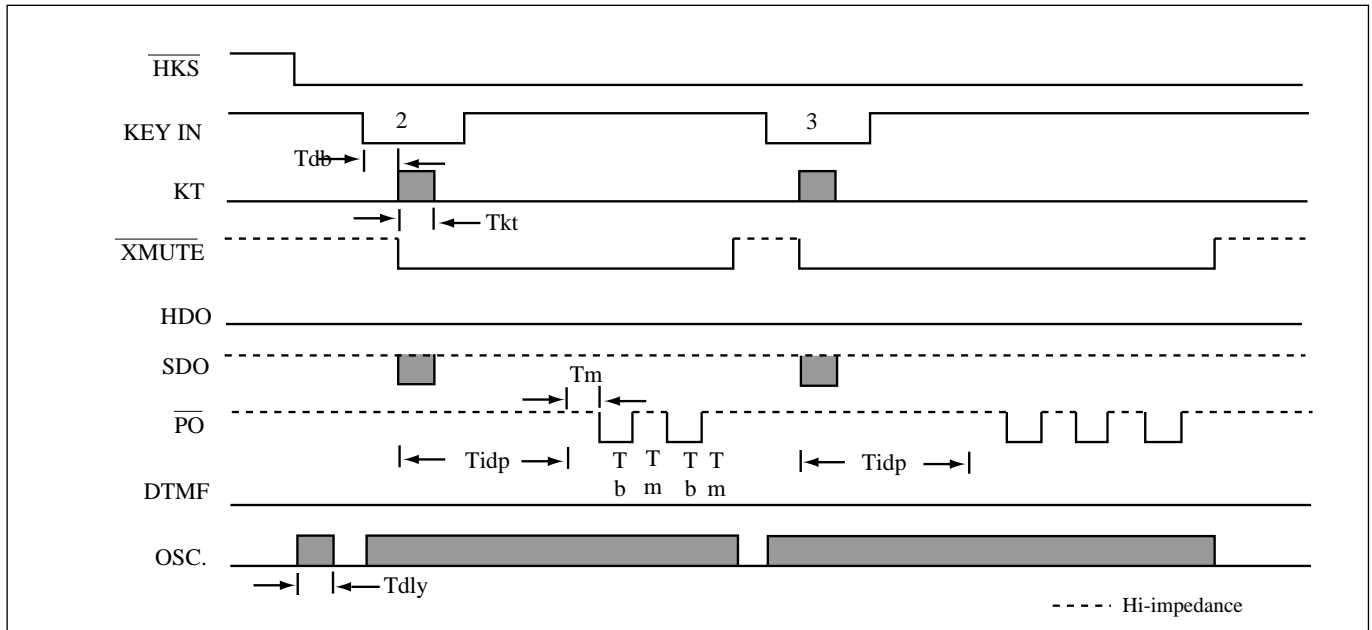 HKS
KEY IN 2 3
Tdb
KT
Tkt
XMUTE
HDO
SDO
Tm
PO
Tidp T T T T Tidp
b m b m
DTMF
OSC.
Tdly
Hi-impedance